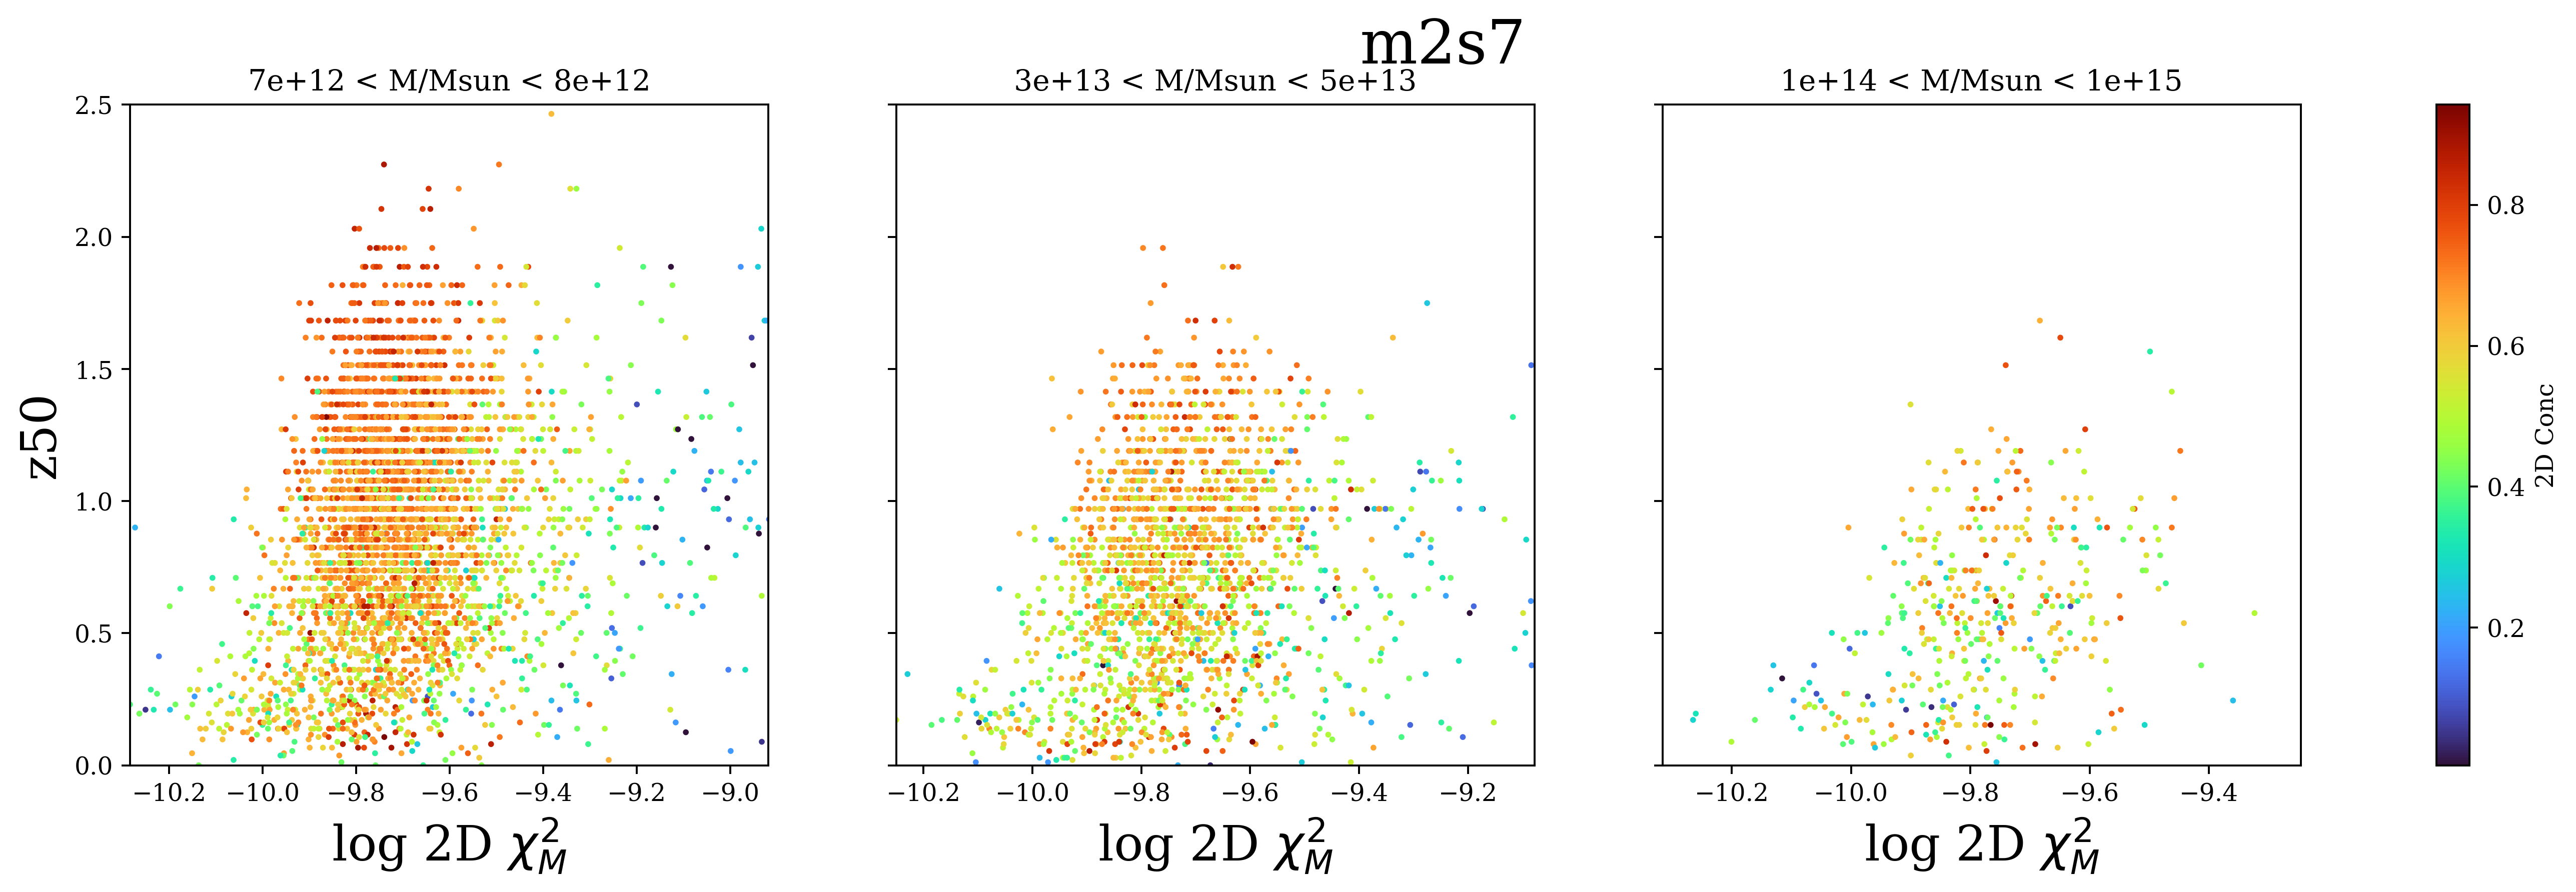 m2s7
7e+12 < M/Msun < 8e+12
3e+13 < M/Msun < 5e+13
1e+14 < M/Msun < 1e+15
z50
2.5
2.0
1.5
1.0
0.5
0.0
−10.2 −10.0 −9.8 −9.6 −9.4 −9.2 −9.0
−10.2 −10.0 −9.8 −9.6 −9.4 −9.2
−10.2 −10.0 −9.8 −9.6 −9.4
log 2D χ²_M
log 2D χ²_M
log 2D χ²_M
0.8
0.6
0.4
0.2
2D Conc